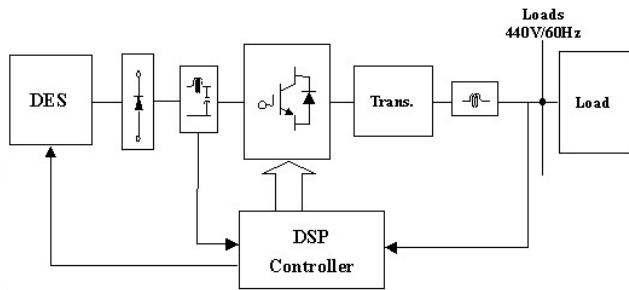 Loads
440V/60Hz
DES
Trans.
Load
DSP
Controller